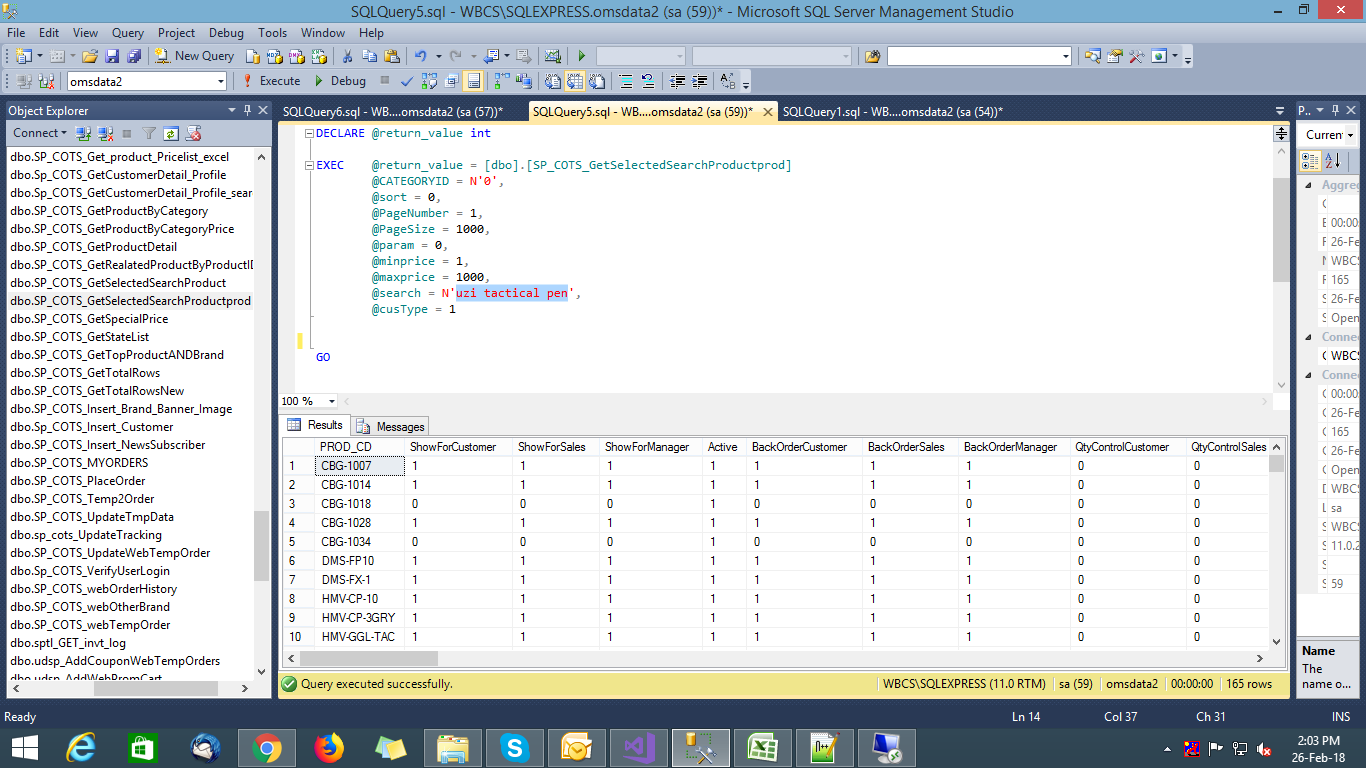 SQLQuery5.sql - WBCS\SQLEXPRESS.omsdata2 (sa (59))* - Microsoft SQL Server Management Studio
File Edit View Query Project Debug Tools Window Help
New Query
omsdata2 Execute Debug
Object Explorer
Connect
dbo.SP_COTS_Get_product_Pricelist_excel
dbo.SP_COTS_GetCustomerDetail_Profile
dbo.SP_COTS_GetCustomerDetail_Profile_sear
dbo.SP_COTS_GetProductByCategory
dbo.SP_COTS_GetProductByCategoryPrice
dbo.SP_COTS_GetProductDetail
dbo.SP_COTS_GetRealatedProductByProductID
dbo.SP_COTS_GetSelectedSearchProduct
dbo.SP_COTS_GetSelectedSearchProductprod
dbo.SP_COTS_GetSpecialPrice
dbo.SP_COTS_GetStateList
dbo.SP_COTS_GetTopProductANDBrand
dbo.SP_COTS_GetTotalRows
dbo.SP_COTS_GetTotalRowsNew
dbo.SP_COTS_Insert_Brand_Banner_Image
dbo.SP_COTS_Insert_Customer
dbo.SP_COTS_Insert_NewsSubscriber
dbo.SP_COTS_MYORDERS
dbo.SP_COTS_PlaceOrder
dbo.SP_COTS_Temp2Order
dbo.SP_COTS_UpdateTmpData
dbo.sp_cots_UpdateTracking
dbo.SP_COTS_UpdateWebTempOrder
dbo.Sp_COTS_VerifyUserLogin
dbo.SP_COTS_webOrderHistory
dbo.SP_COTS_webOtherBrand
dbo.SP_COTS_webTempOrder
dbo.sptl_GET_invt_log
dbo.udsp_AddCouponWebTempOrders
dbo.udsp_AddWebPromCart
SQLQuery6.sql - WB....omsdata2 (sa (57))* SQLQuery5.sql - WB....omsdata2 (sa (59))* SQLQuery1.sql - WB....omsdata2 (sa (54))*
DECLARE @return_value int
EXEC @return_value = [dbo].[SP_COTS_GetSelectedSearchProductprod]
@CATEGORYID = N'0',
@sort = 0,
@PageNumber = 1,
@PageSize = 1000,
@param = 0,
@minprice = 1,
@maxprice = 1000,
@search = N'uzi tactical pen',
@cusType = 1
GO
100 %
Results Messages
PROD_CD ShowForCustomer ShowForSales ShowForManager Active BackOrderCustomer BackOrderSales BackOrderManager QtyControlCustomer QtyControlSales
1 CBG-1007 1 1 1 1 1 1 1 0 0
2 CBG-1014 1 1 1 1 1 1 1 0 0
3 CBG-1018 0 0 0 1 0 0 0 0 0
4 CBG-1028 1 1 1 1 1 1 1 0 0
5 CBG-1034 0 0 0 1 0 0 0 0 0
6 DMS-FP10 1 1 1 1 1 1 1 0 0
7 DMS-FX-1 1 1 1 1 1 1 1 0 0
8 HMV-CP-10 1 1 1 1 1 1 1 0 0
9 HMV-CP-3GRY 1 1 1 1 1 1 1 0 0
10 HMV-GGL-TAC 1 1 1 1 1 1 1 0 0
Query executed successfully. WBCS\SQLEXPRESS (11.0 RTM) sa (59) omsdata2 00:00:00 165 rows
P..
Curren
Aggreg
00:00
26-Fe
WBCS
165
26-Fe
Open
Conne
WBCS
Conne
00:00
26-Fe
165
26-Fe
Open
WBCS
sa
WBCS
11.0.2
59
Name
The
name o...
Ready Ln 14 Col 37 Ch 31 INS
2:03 PM
26-Feb-18